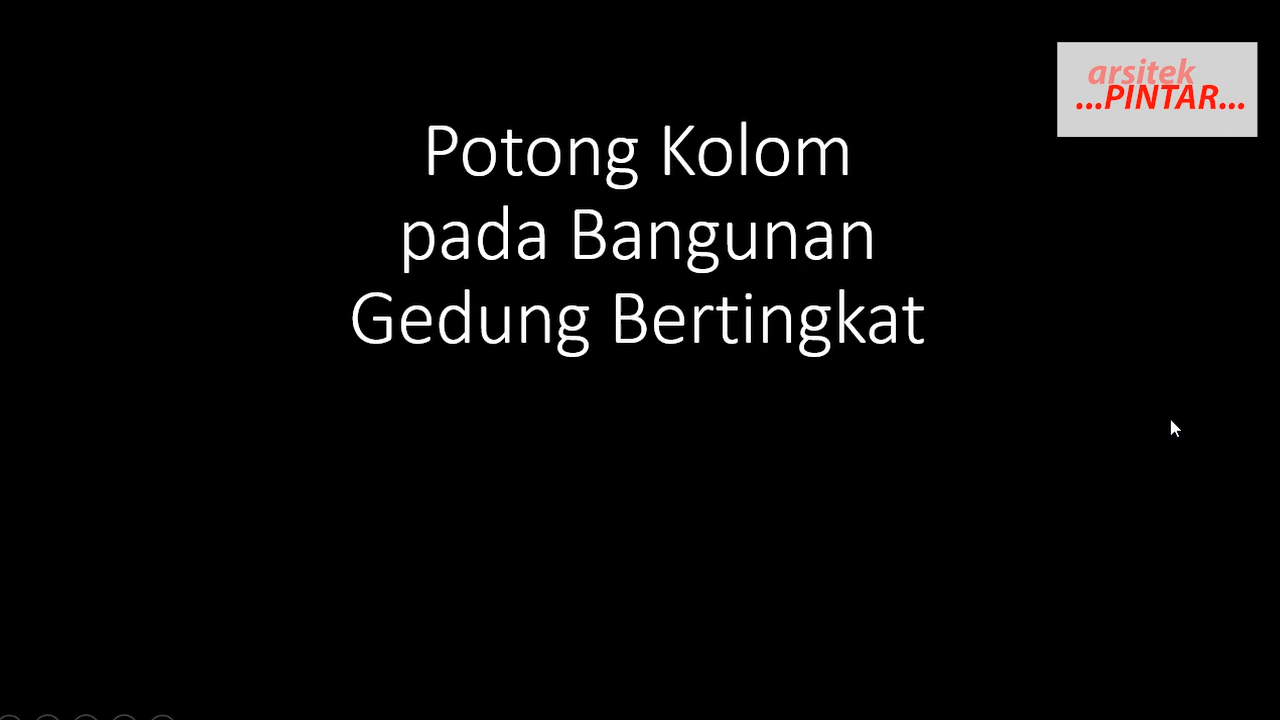 arsitek
...PINTAR...
Potong Kolom
pada Bangunan
Gedung Bertingkat